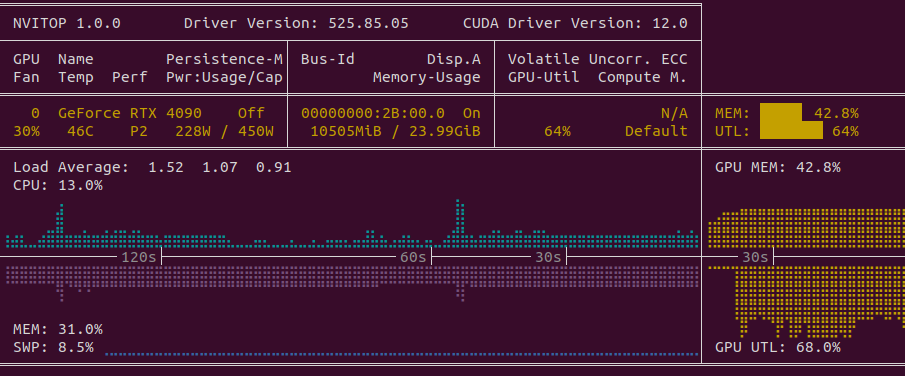 NVITOP 1.0.0 Driver Version: 525.85.05 CUDA Driver Version: 12.0
GPU Name Persistence-M Bus-Id Disp.A Volatile Uncorr. ECC
Fan Temp Perf Pwr:Usage/Cap Memory-Usage GPU-Util Compute M.
0 GeForce RTX 4090 Off 00000000:2B:00.0 On N/A MEM: 42.8%
30% 46C P2 228W / 450W 10505MiB / 23.99GiB 64% Default UTL: 64%
Load Average: 1.52 1.07 0.91 GPU MEM: 42.8%
CPU: 13.0%
120s 60s 30s 30s
MEM: 31.0%
SWP: 8.5% GPU UTL: 68.0%